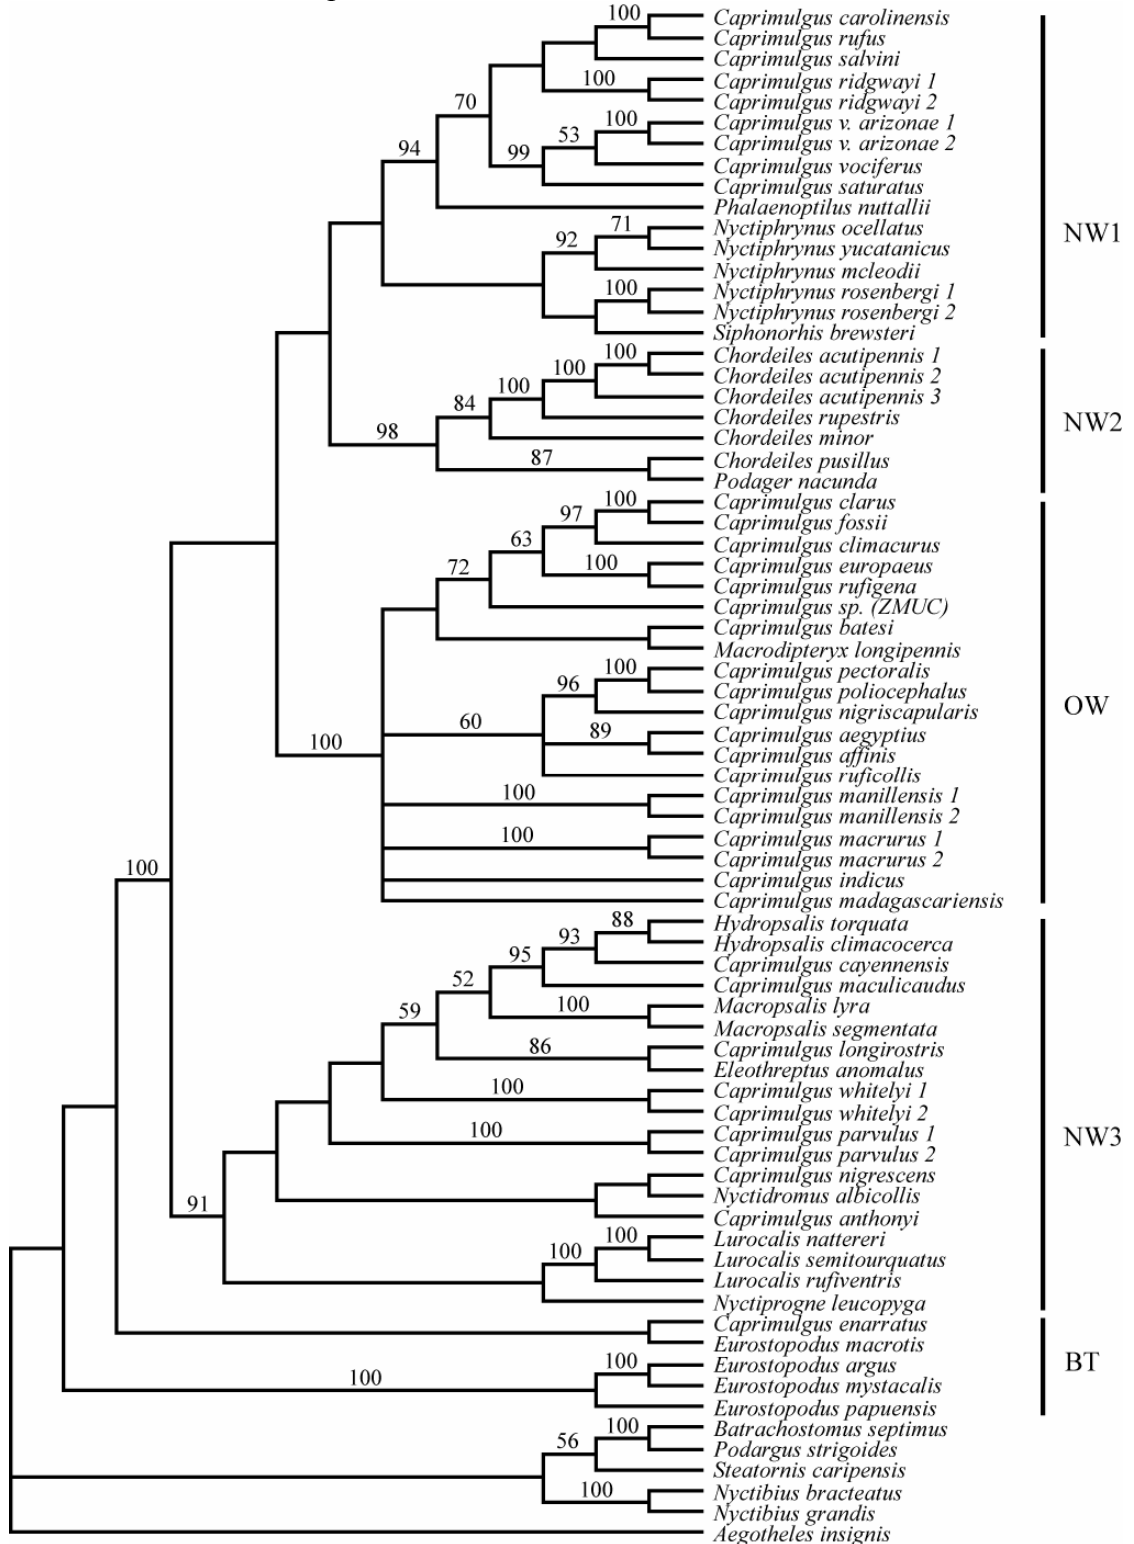 100
Caprimulgus carolinensis
Caprimulgus rufus
Caprimulgus salvini
100
Caprimulgus ridgwayi 1
Caprimulgus ridgwayi 2
70
100
Caprimulgus v. arizonae 1
53
Caprimulgus v. arizonae 2
94
99
Caprimulgus vociferus
Caprimulgus saturatus
Phalaenoptilus nuttallii
71
Nyctiphrynus ocellatus
NW1
92
Nyctiphrynus yucatanicus
Nyctiphrynus mcleodii
100
Nyctiphrynus rosenbergi 1
Nyctiphrynus rosenbergi 2
Siphonorhis brewsteri
100
Chordeiles acutipennis 1
100
Chordeiles acutipennis 2
100
Chordeiles acutipennis 3
84
Chordeiles rupestris
NW2
98
Chordeiles minor
87
Chordeiles pusillus
Podager nacunda
100
Caprimulgus clarus
97
Caprimulgus fossii
63
Caprimulgus climacurus
72
100
Caprimulgus europaeus
Caprimulgus rufigena
Caprimulgus sp. (ZMUC)
Caprimulgus batesi
Macrodipteryx longipennis
100
Caprimulgus pectoralis
96
Caprimulgus poliocephalus
OW
Caprimulgus nigriscapularis
60
89
Caprimulgus aegyptius
100
Caprimulgus affinis
Caprimulgus ruficollis
100
Caprimulgus manillensis 1
Caprimulgus manillensis 2
100
Caprimulgus macrurus 1
Caprimulgus macrurus 2
100
Caprimulgus indicus
Caprimulgus madagascariensis
88
Hydropsalis torquata
93
Hydropsalis climacocerca
95
Caprimulgus cayennensis
52
Caprimulgus maculicaudus
59
100
Macropsalis lyra
Macropsalis segmentata
86
Caprimulgus longirostris
Eleothreptus anomalus
100
Caprimulgus whitelyi 1
Caprimulgus whitelyi 2
100
Caprimulgus parvulus 1
NW3
Caprimulgus parvulus 2
Caprimulgus nigrescens
91
Nyctidromus albicollis
Caprimulgus anthonyi
100
Lurocalis nattereri
100
Lurocalis semitourquatus
Lurocalis rufiventris
Nyctiprogne leucopyga
Caprimulgus enarratus
Eurostopodus macrotis
BT
100
Eurostopodus argus
100
Eurostopodus mystacalis
Eurostopodus papuensis
100
Batrachostomus septimus
56
Podargus strigoides
Steatornis caripensis
100
Nyctibius bracteatus
Nyctibius grandis
Aegotheles insignis